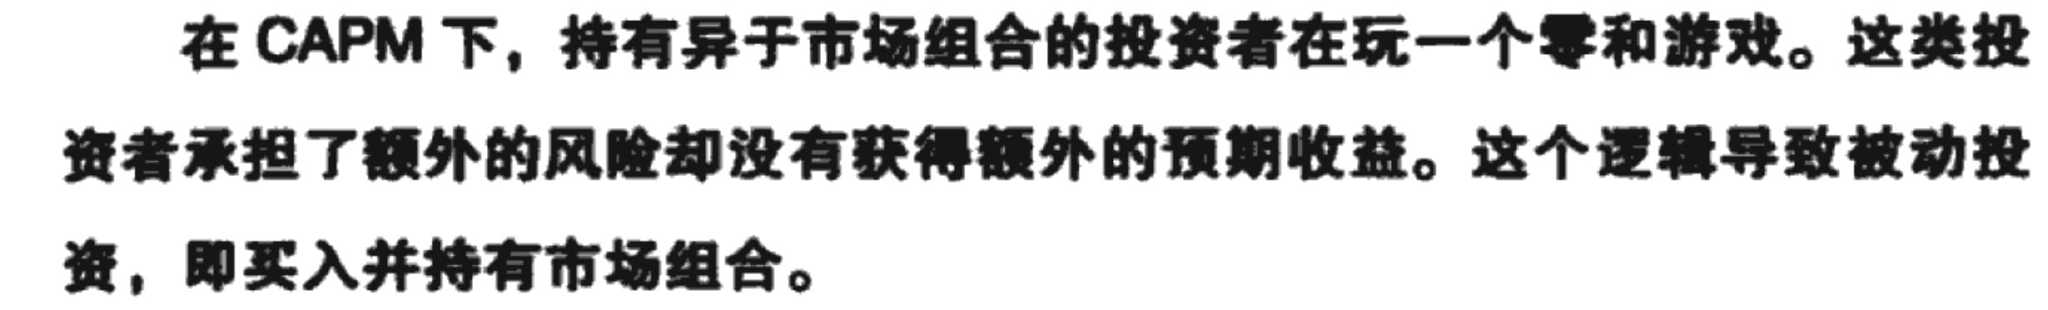 在 CAPM 下，持有异于市场组合的投资者在玩一个零和游戏。这类投
资者承担了额外的风险却没有获得额外的预期收益。这个逻辑导致被动投
资，即买入并持有市场组合。